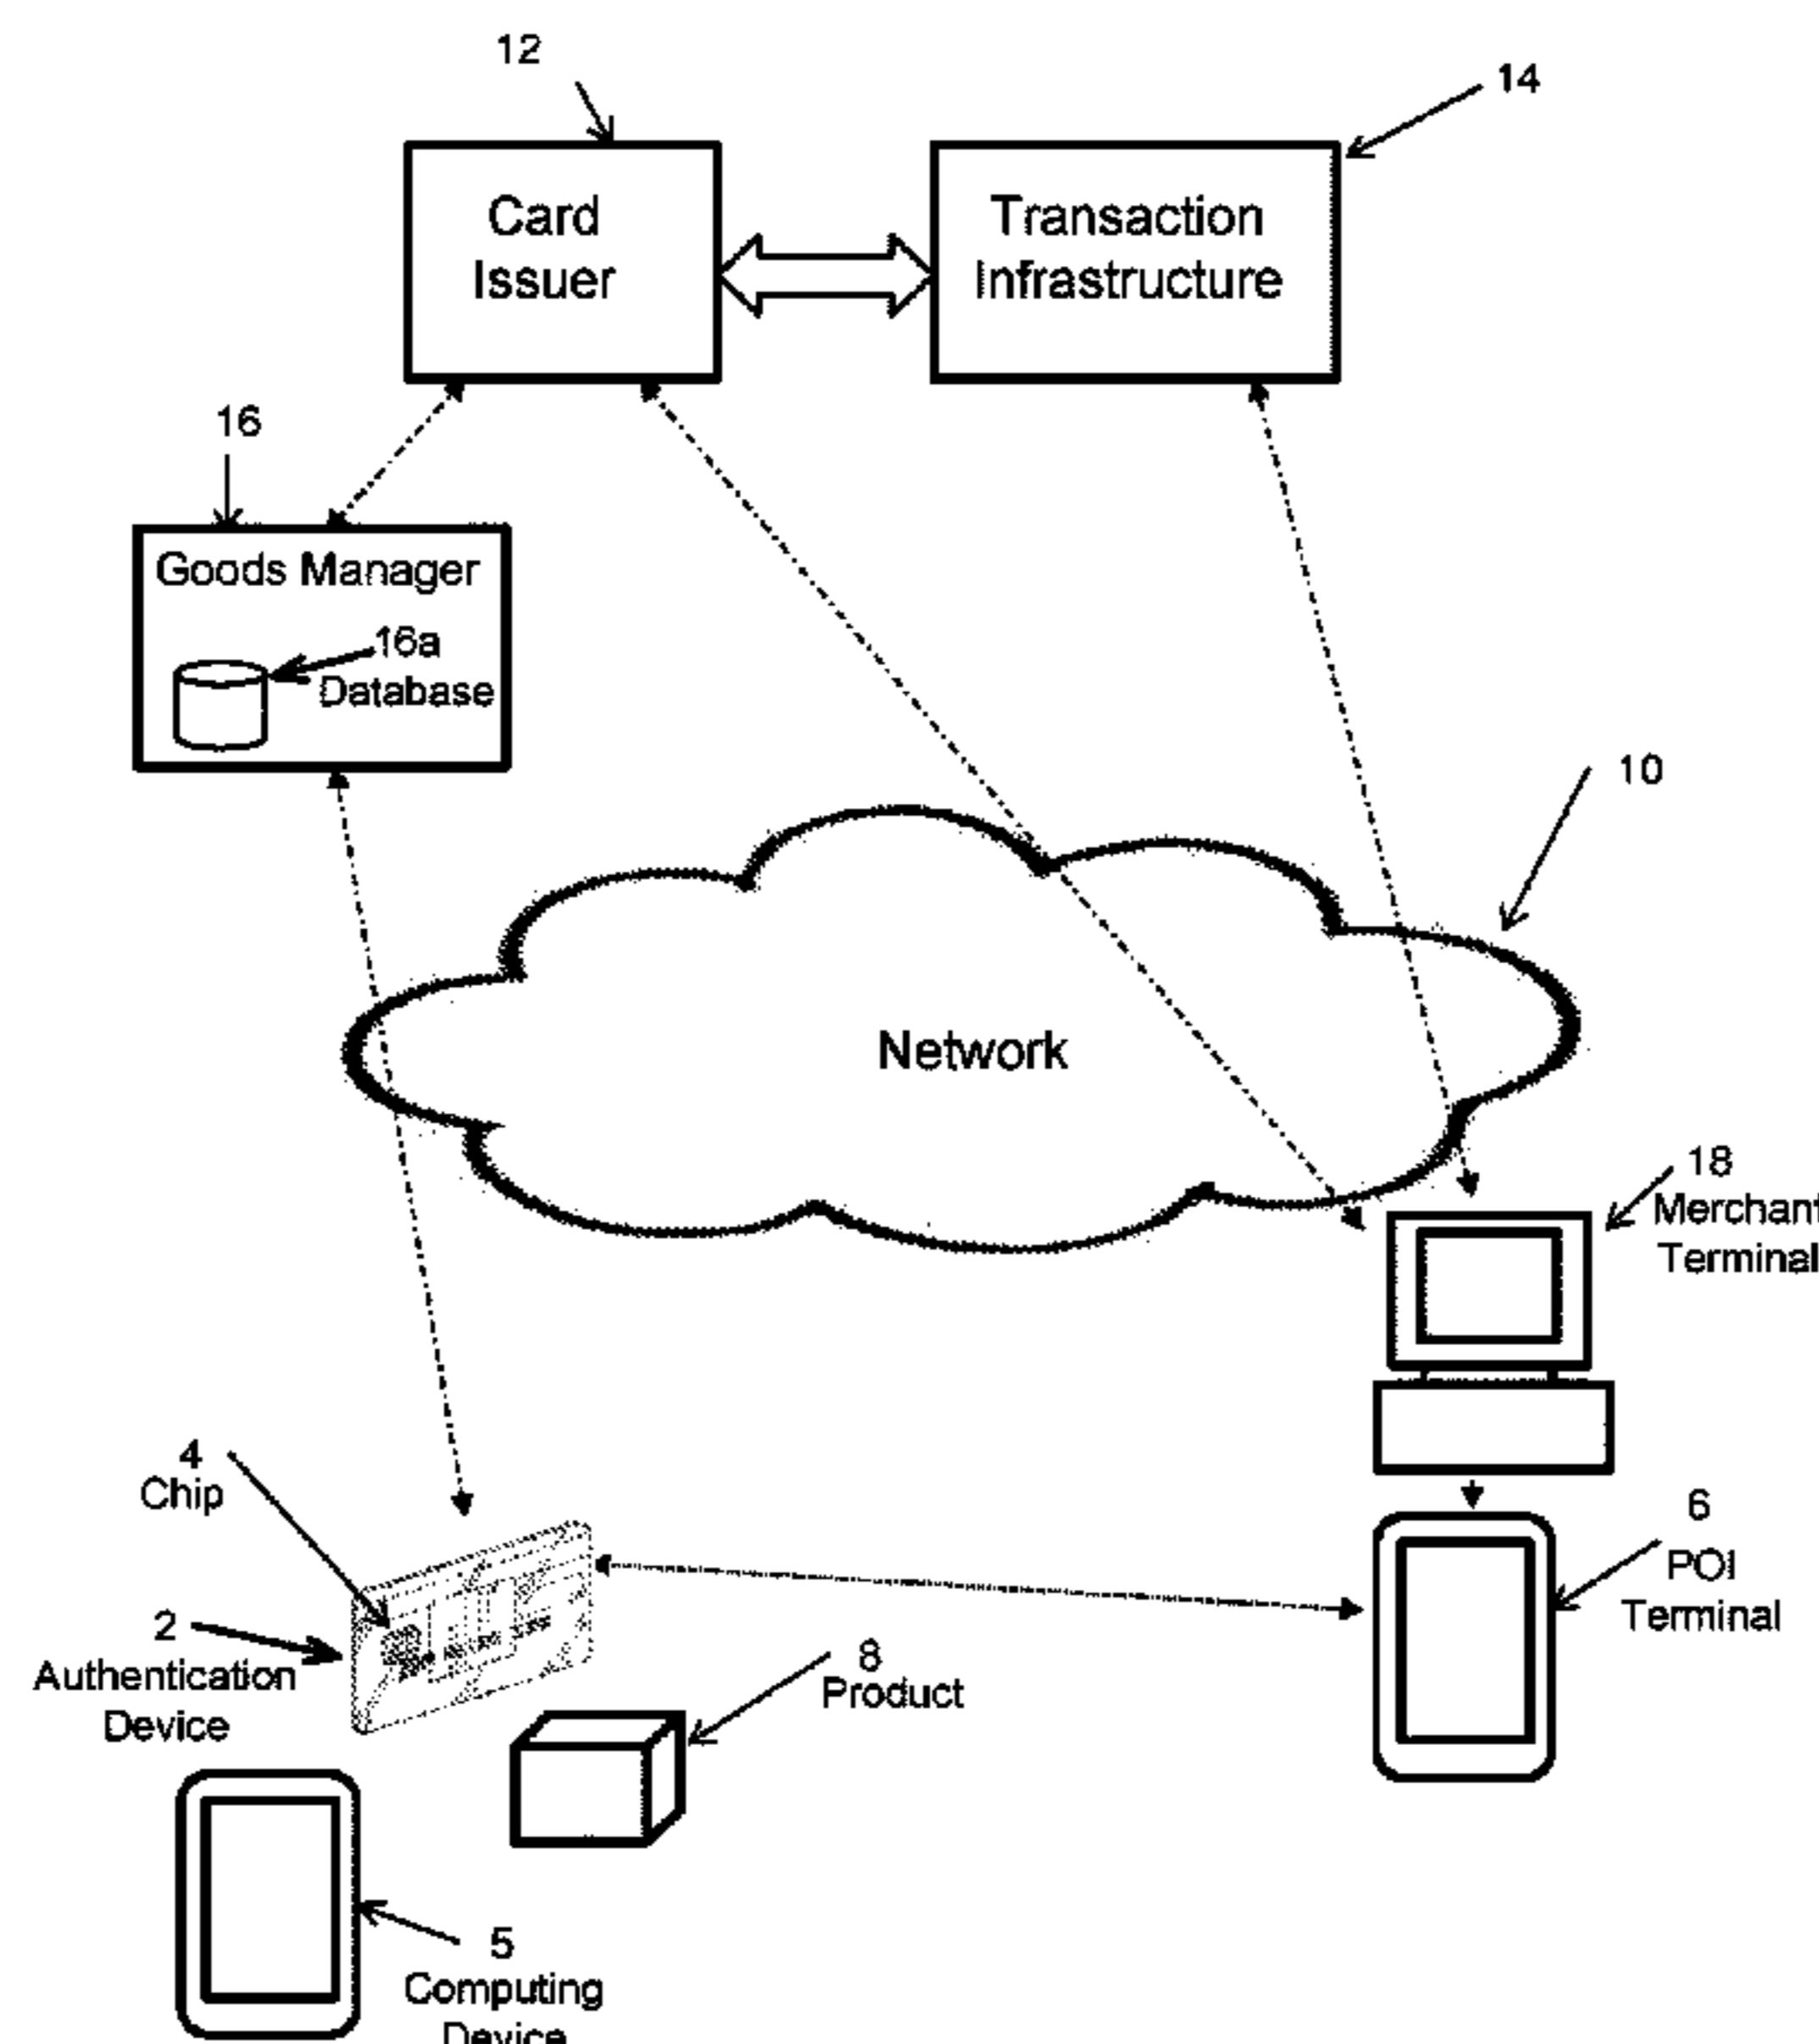 12
14
Card
Issuer
Transaction
Infrastructure
16
Goods Manager
16a
Database
10
Network
18
Merchant
Terminal
4
Chip
6
POI
Terminal
2
Authentication
Device
8
Product
5
Computing
Device